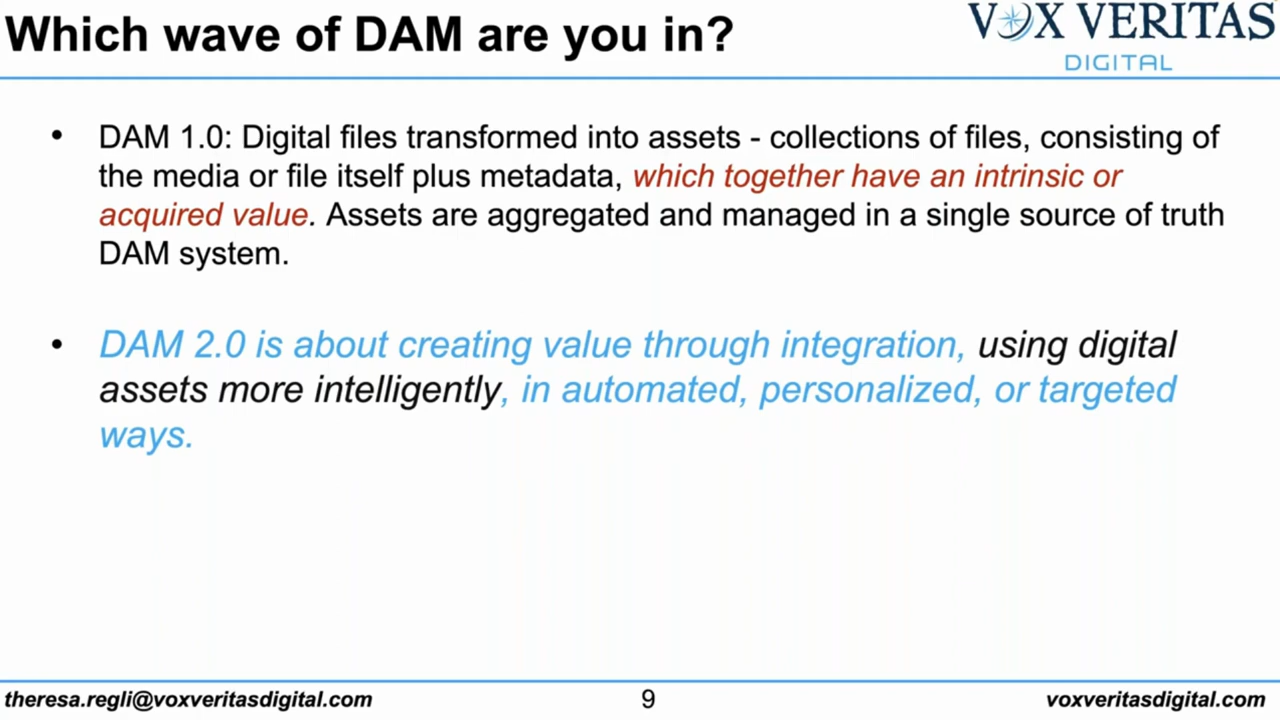 Which wave of DAM are you in?
VOX VERITAS
DIGITAL
• DAM 1.0: Digital files transformed into assets - collections of files, consisting of
the media or file itself plus metadata, which together have an intrinsic or
acquired value. Assets are aggregated and managed in a single source of truth
DAM system.
• DAM 2.0 is about creating value through integration, using digital
assets more intelligently, in automated, personalized, or targeted
ways.
theresa.regli@voxveritasdigital.com
9
voxveritasdigital.com